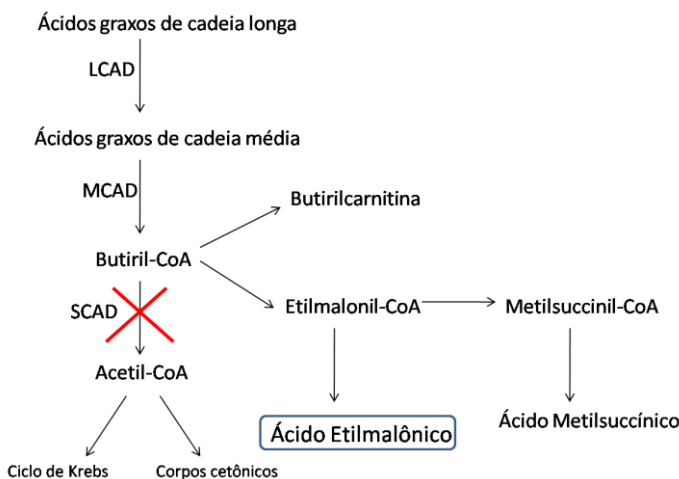 Ácidos graxos de cadeia longa
LCAD
Ácidos graxos de cadeia média
MCAD
Butirilcarnitina
Butiril-CoA
SCAD
Etilmalonil-CoA
Metilsuccinil-CoA
Acetil-CoA
Ácido Etilmalônico
Ácido Metilsuccínico
Ciclo de Krebs
Corpos cetônicos